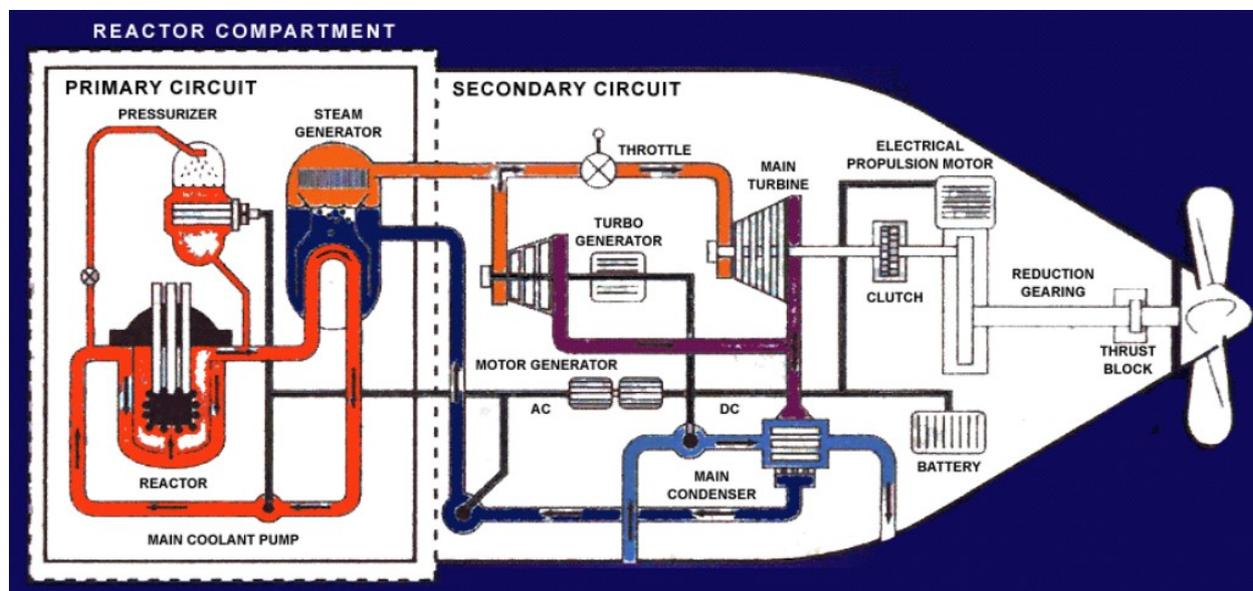 REACTOR COMPARTMENT
PRIMARY CIRCUIT
SECONDARY CIRCUIT
PRESSURIZER
STEAM
GENERATOR
THROTTLE
MAIN
TURBINE
ELECTRICAL
PROPULSION MOTOR
TURBO
GENERATOR
CLUTCH
REDUCTION
GEARING
THRUST
BLOCK
MOTOR GENERATOR
AC
DC
REACTOR
MAIN
CONDENSER
BATTERY
MAIN COOLANT PUMP